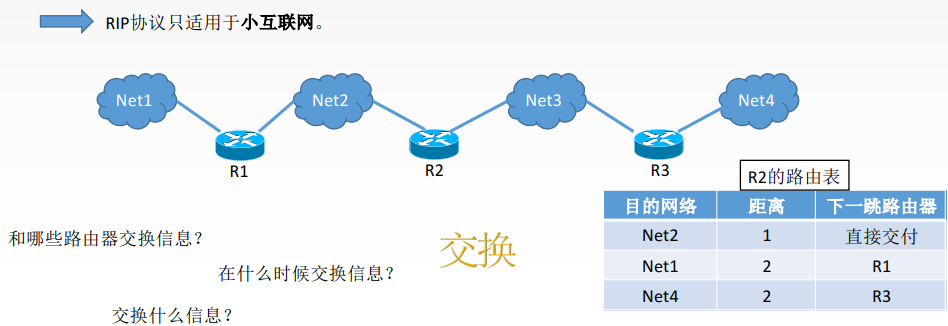 RIP协议只适用于小互联网。
Net1
Net2
Net3
Net4
R1
R2
R3
R2的路由表
目的网络 距离 下一跳路由器
Net2 1 直接交付
Net1 2 R1
Net4 2 R3
和哪些路由器交换信息？
交换
在什么时候交换信息？
交换什么信息？